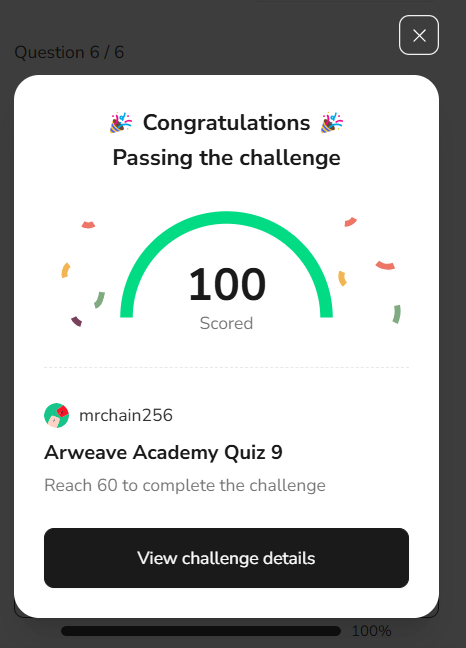 Question 6 / 6
🎉 Congratulations 🎉
Passing the challenge
100
Scored
mrchain256
Arweave Academy Quiz 9
Reach 60 to complete the challenge
View challenge details
100%